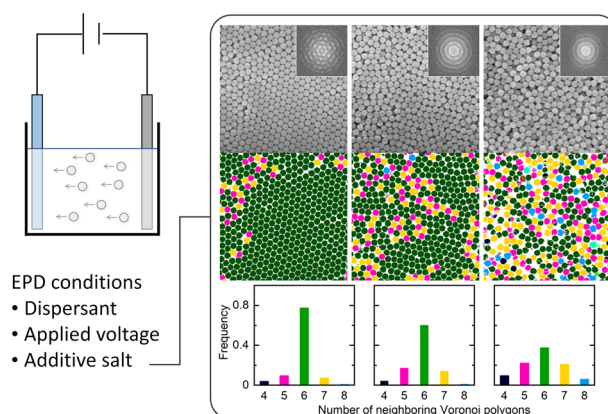 EPD conditions
• Dispersant
• Applied voltage
• Additive salt
Frequency
0.8
0.4
0
4 5 6 7 8
4 5 6 7 8
4 5 6 7 8
Number of neighboring Voronoi polygons